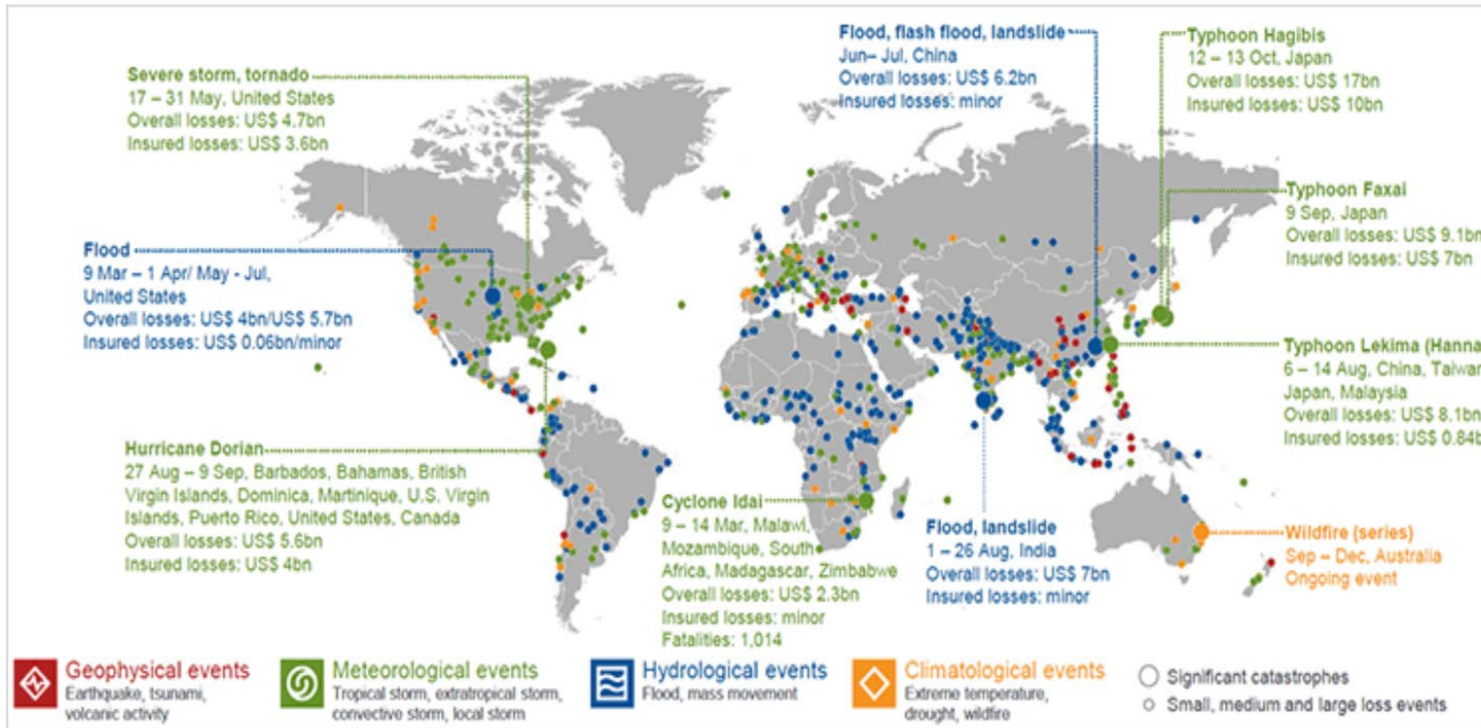 Severe storm, tornado
17 – 31 May, United States
Overall losses: US$ 4.7bn
Insured losses: US$ 3.6bn
Flood, flash flood, landslide
Jun– Jul, China
Overall losses: US$ 6.2bn
Insured losses: minor
Typhoon Hagibis
12 – 13 Oct, Japan
Overall losses: US$ 17bn
Insured losses: US$ 10bn
Typhoon Faxai
9 Sep, Japan
Overall losses: US$ 9.1bn
Insured losses: US$ 7bn
Flood
9 Mar – 1 Apr/ May - Jul,
United States
Overall losses: US$ 4bn/US$ 5.7bn
Insured losses: US$ 0.06bn/minor
Typhoon Lekima (Hanna
6 – 14 Aug, China, Taiwan
Japan, Malaysia
Overall losses: US$ 8.1bn
Insured losses: US$ 0.84b
Hurricane Dorian
27 Aug – 9 Sep, Barbados, Bahamas, British
Virgin Islands, Dominica, Martinique, U.S. Virgin
Islands, Puerto Rico, United States, Canada
Overall losses: US$ 5.6bn
Insured losses: US$ 4bn
Cyclone Idai
9 – 14 Mar, Malawi,
Mozambique, South
Africa, Madagascar, Zimbabwe
Overall losses: US$ 2.3bn
Insured losses: minor
Fatalities: 1,014
Flood, landslide
1 – 26 Aug, India
Overall losses: US$ 7bn
Insured losses: minor
Wildfire (series)
Sep – Dec, Australia
Ongoing event
Geophysical events
Earthquake, tsunami,
volcanic activity
Meteorological events
Tropical storm, extratropical storm,
convective storm, local storm
Hydrological events
Flood, mass movement
Climatological events
Extreme temperature,
drought, wildfire
Significant catastrophes
Small, medium and large loss events